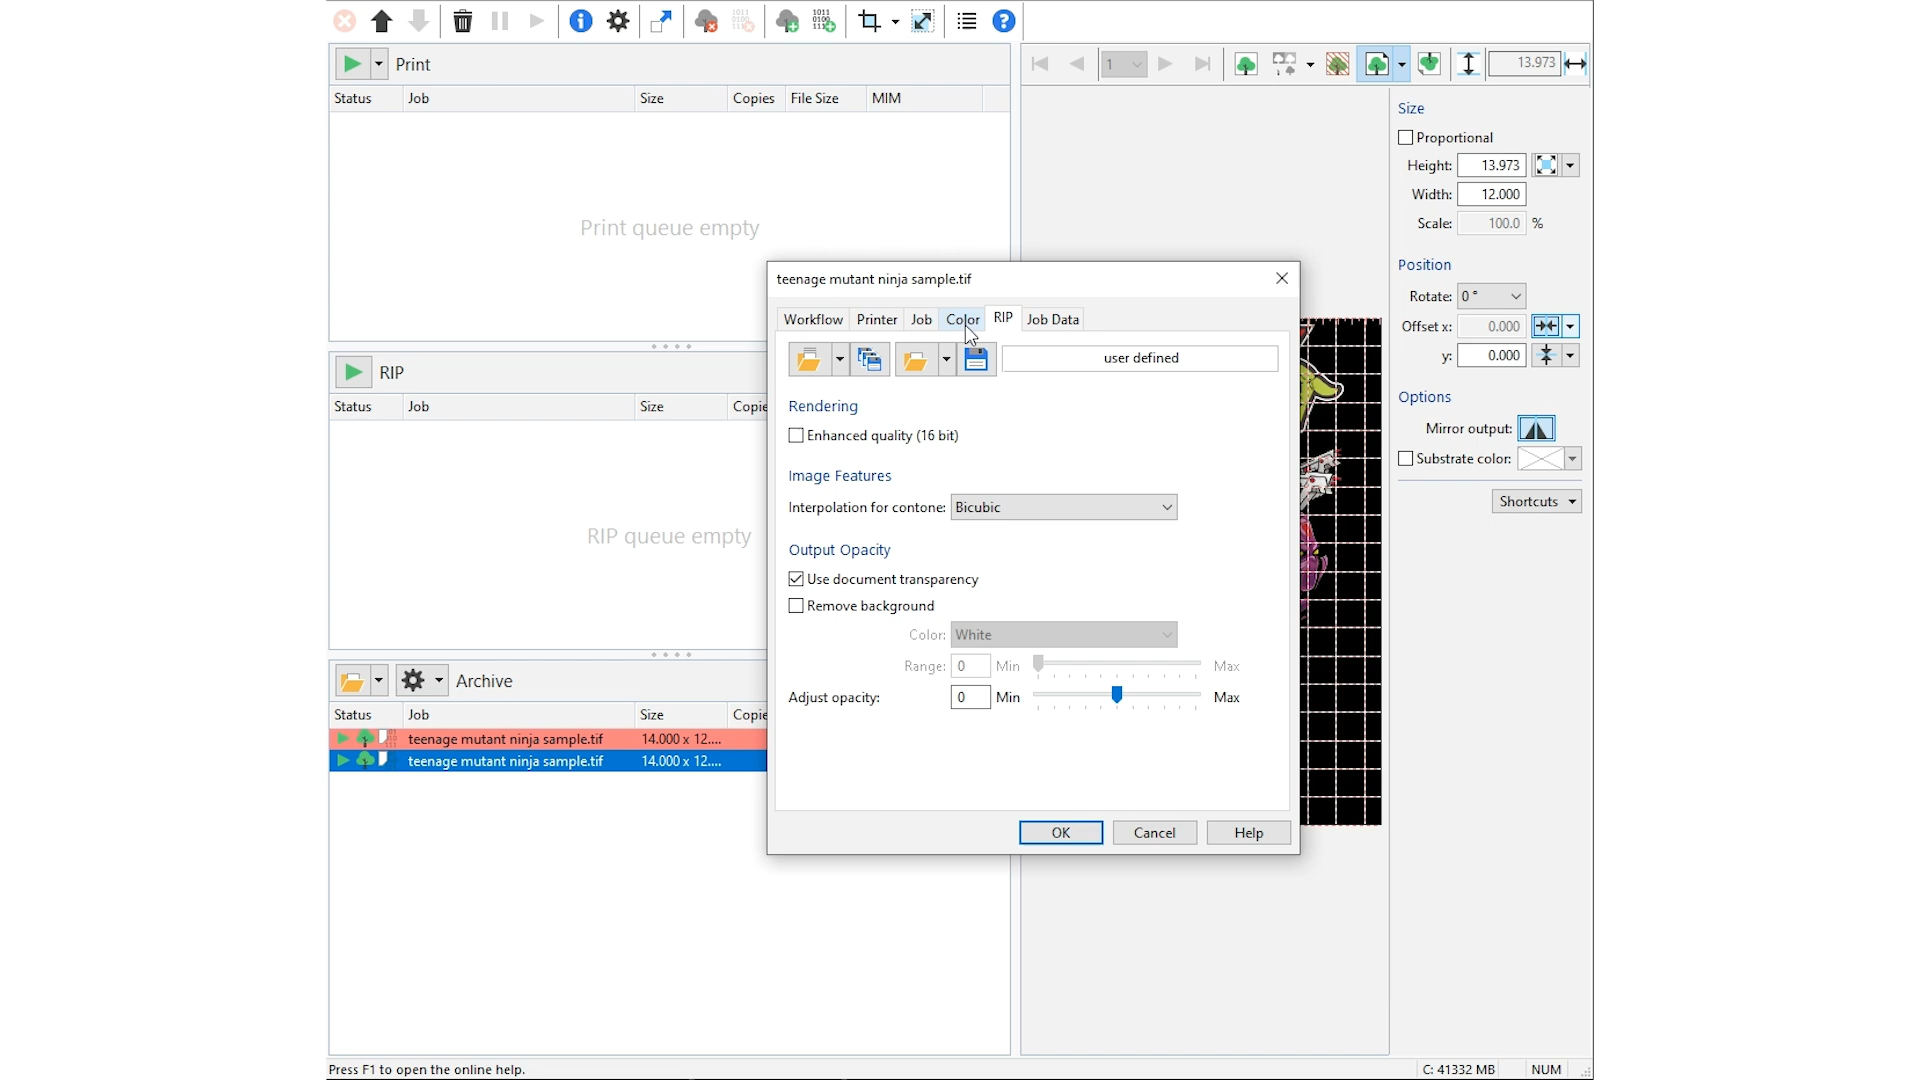 Print
1
13.973
Status Job Size Copies File Size MIM
Print queue empty
Size
Proportional
Height: 13.973
Width: 12.000
Scale: 100.0 %
Position
Rotate: 0 °
Offset x: 0.000
y: 0.000
Options
Mirror output:
Substrate color:
Shortcuts
RIP
Status Job Size Copie
RIP queue empty
teenage mutant ninja sample.tif
Workflow Printer Job Color RIP Job Data
user defined
Rendering
Enhanced quality (16 bit)
Image Features
Interpolation for contone: Bicubic
Output Opacity
Use document transparency
Remove background
Color: White
Range: 0 Min Max
Adjust opacity: 0 Min Max
OK Cancel Help
Archive
Status Job Size Copie
teenage mutant ninja sample.tif 14.000 x 12....
teenage mutant ninja sample.tif 14.000 x 12....
Press F1 to open the online help.
C: 41332 MB NUM